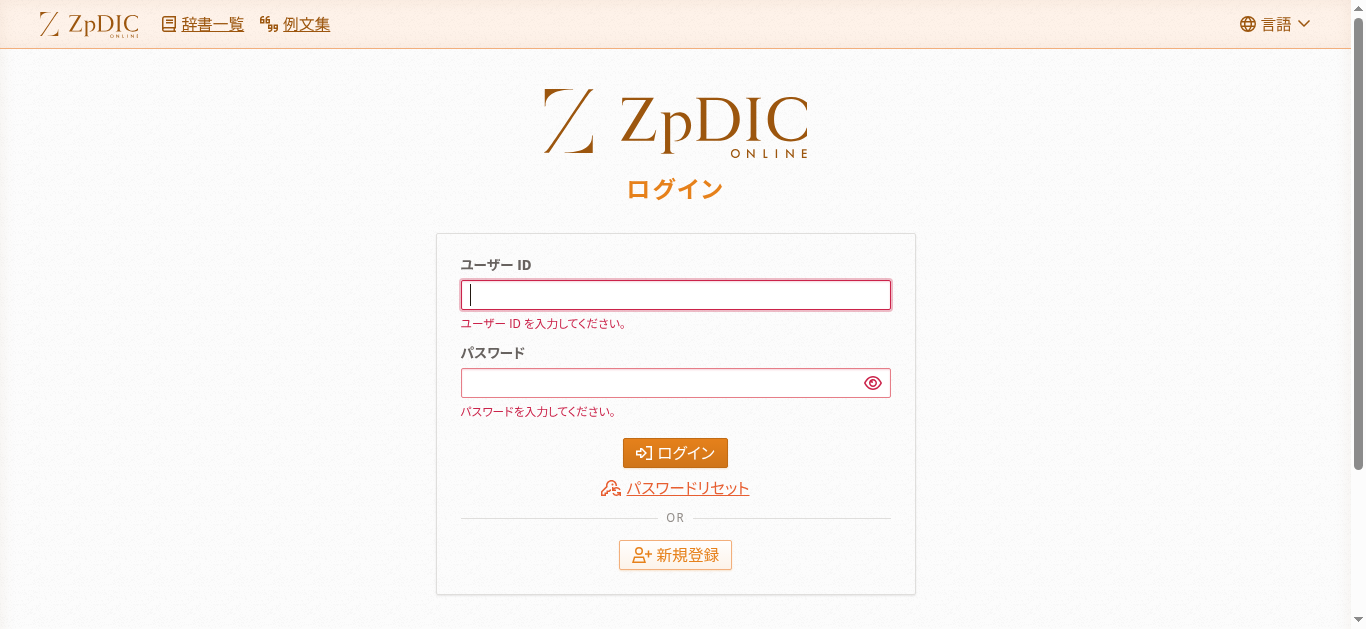 ZpDIC ONLINE 辞書一覧 例文集 言語
ZpDIC
ONLINE
ログイン
ユーザー ID
ユーザー ID を入力してください。
パスワード
パスワードを入力してください。
ログイン
パスワードリセット
OR
新規登録